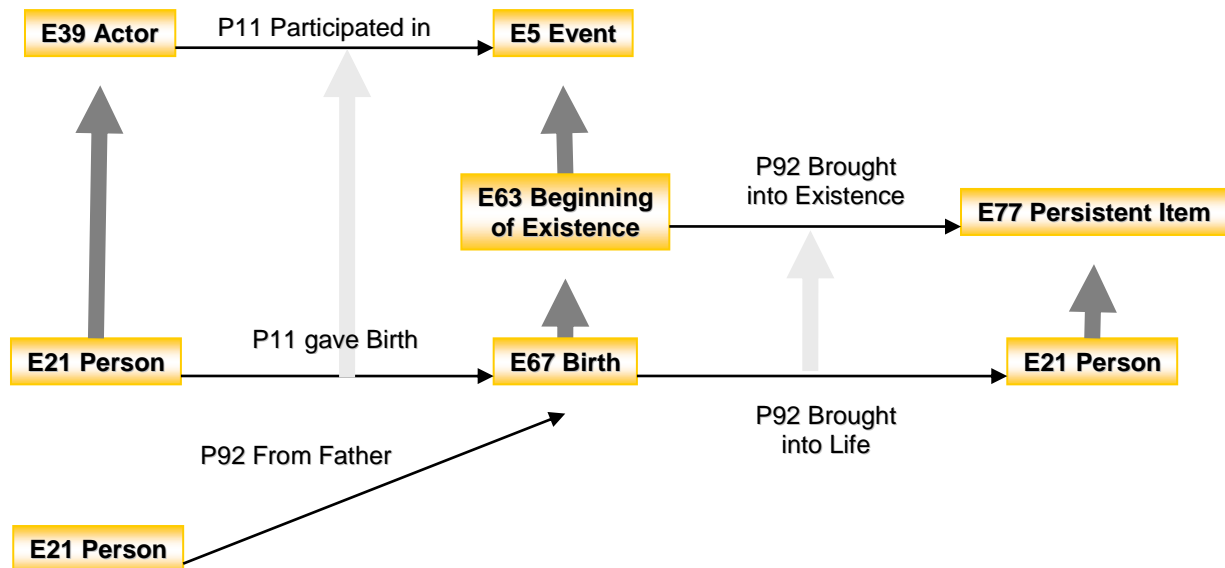 E39 Actor
P11 Participated in
E5 Event
P92 Brought
into Existence
E63 Beginning
of Existence
E77 Persistent Item
P11 gave Birth
E21 Person
E67 Birth
E21 Person
P92 Brought
into Life
P92 From Father
E21 Person